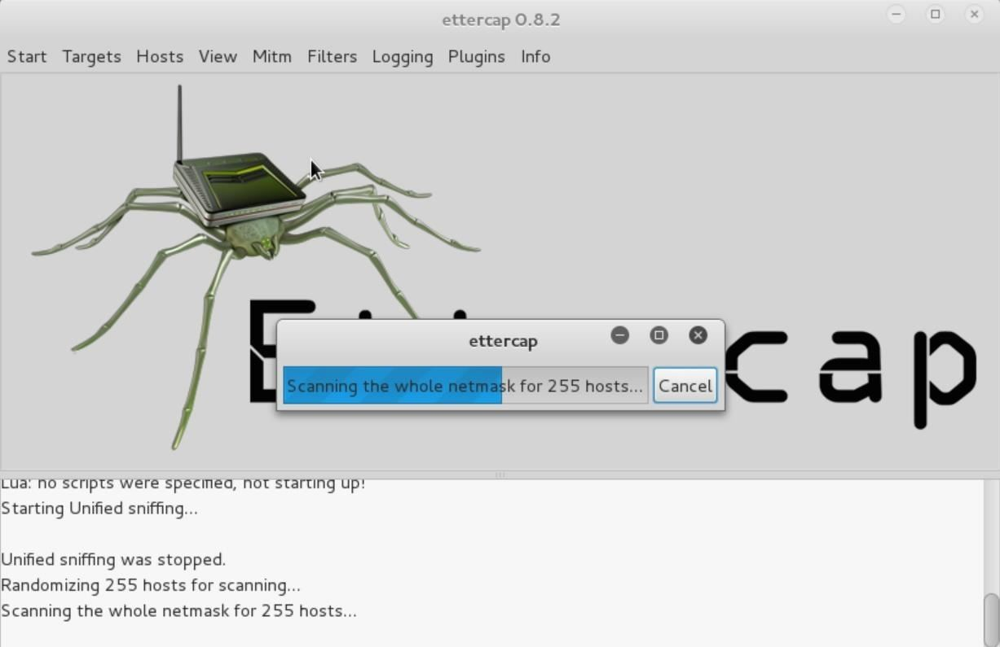 ettercap 0.8.2
Start Targets Hosts View Mitm Filters Logging Plugins Info
E
cap
ettercap
Scanning the whole netmask for 255 hosts... Cancel
Lua: no scripts were specified, not starting up!
Starting Unified sniffing...
Unified sniffing was stopped.
Randomizing 255 hosts for scanning...
Scanning the whole netmask for 255 hosts...